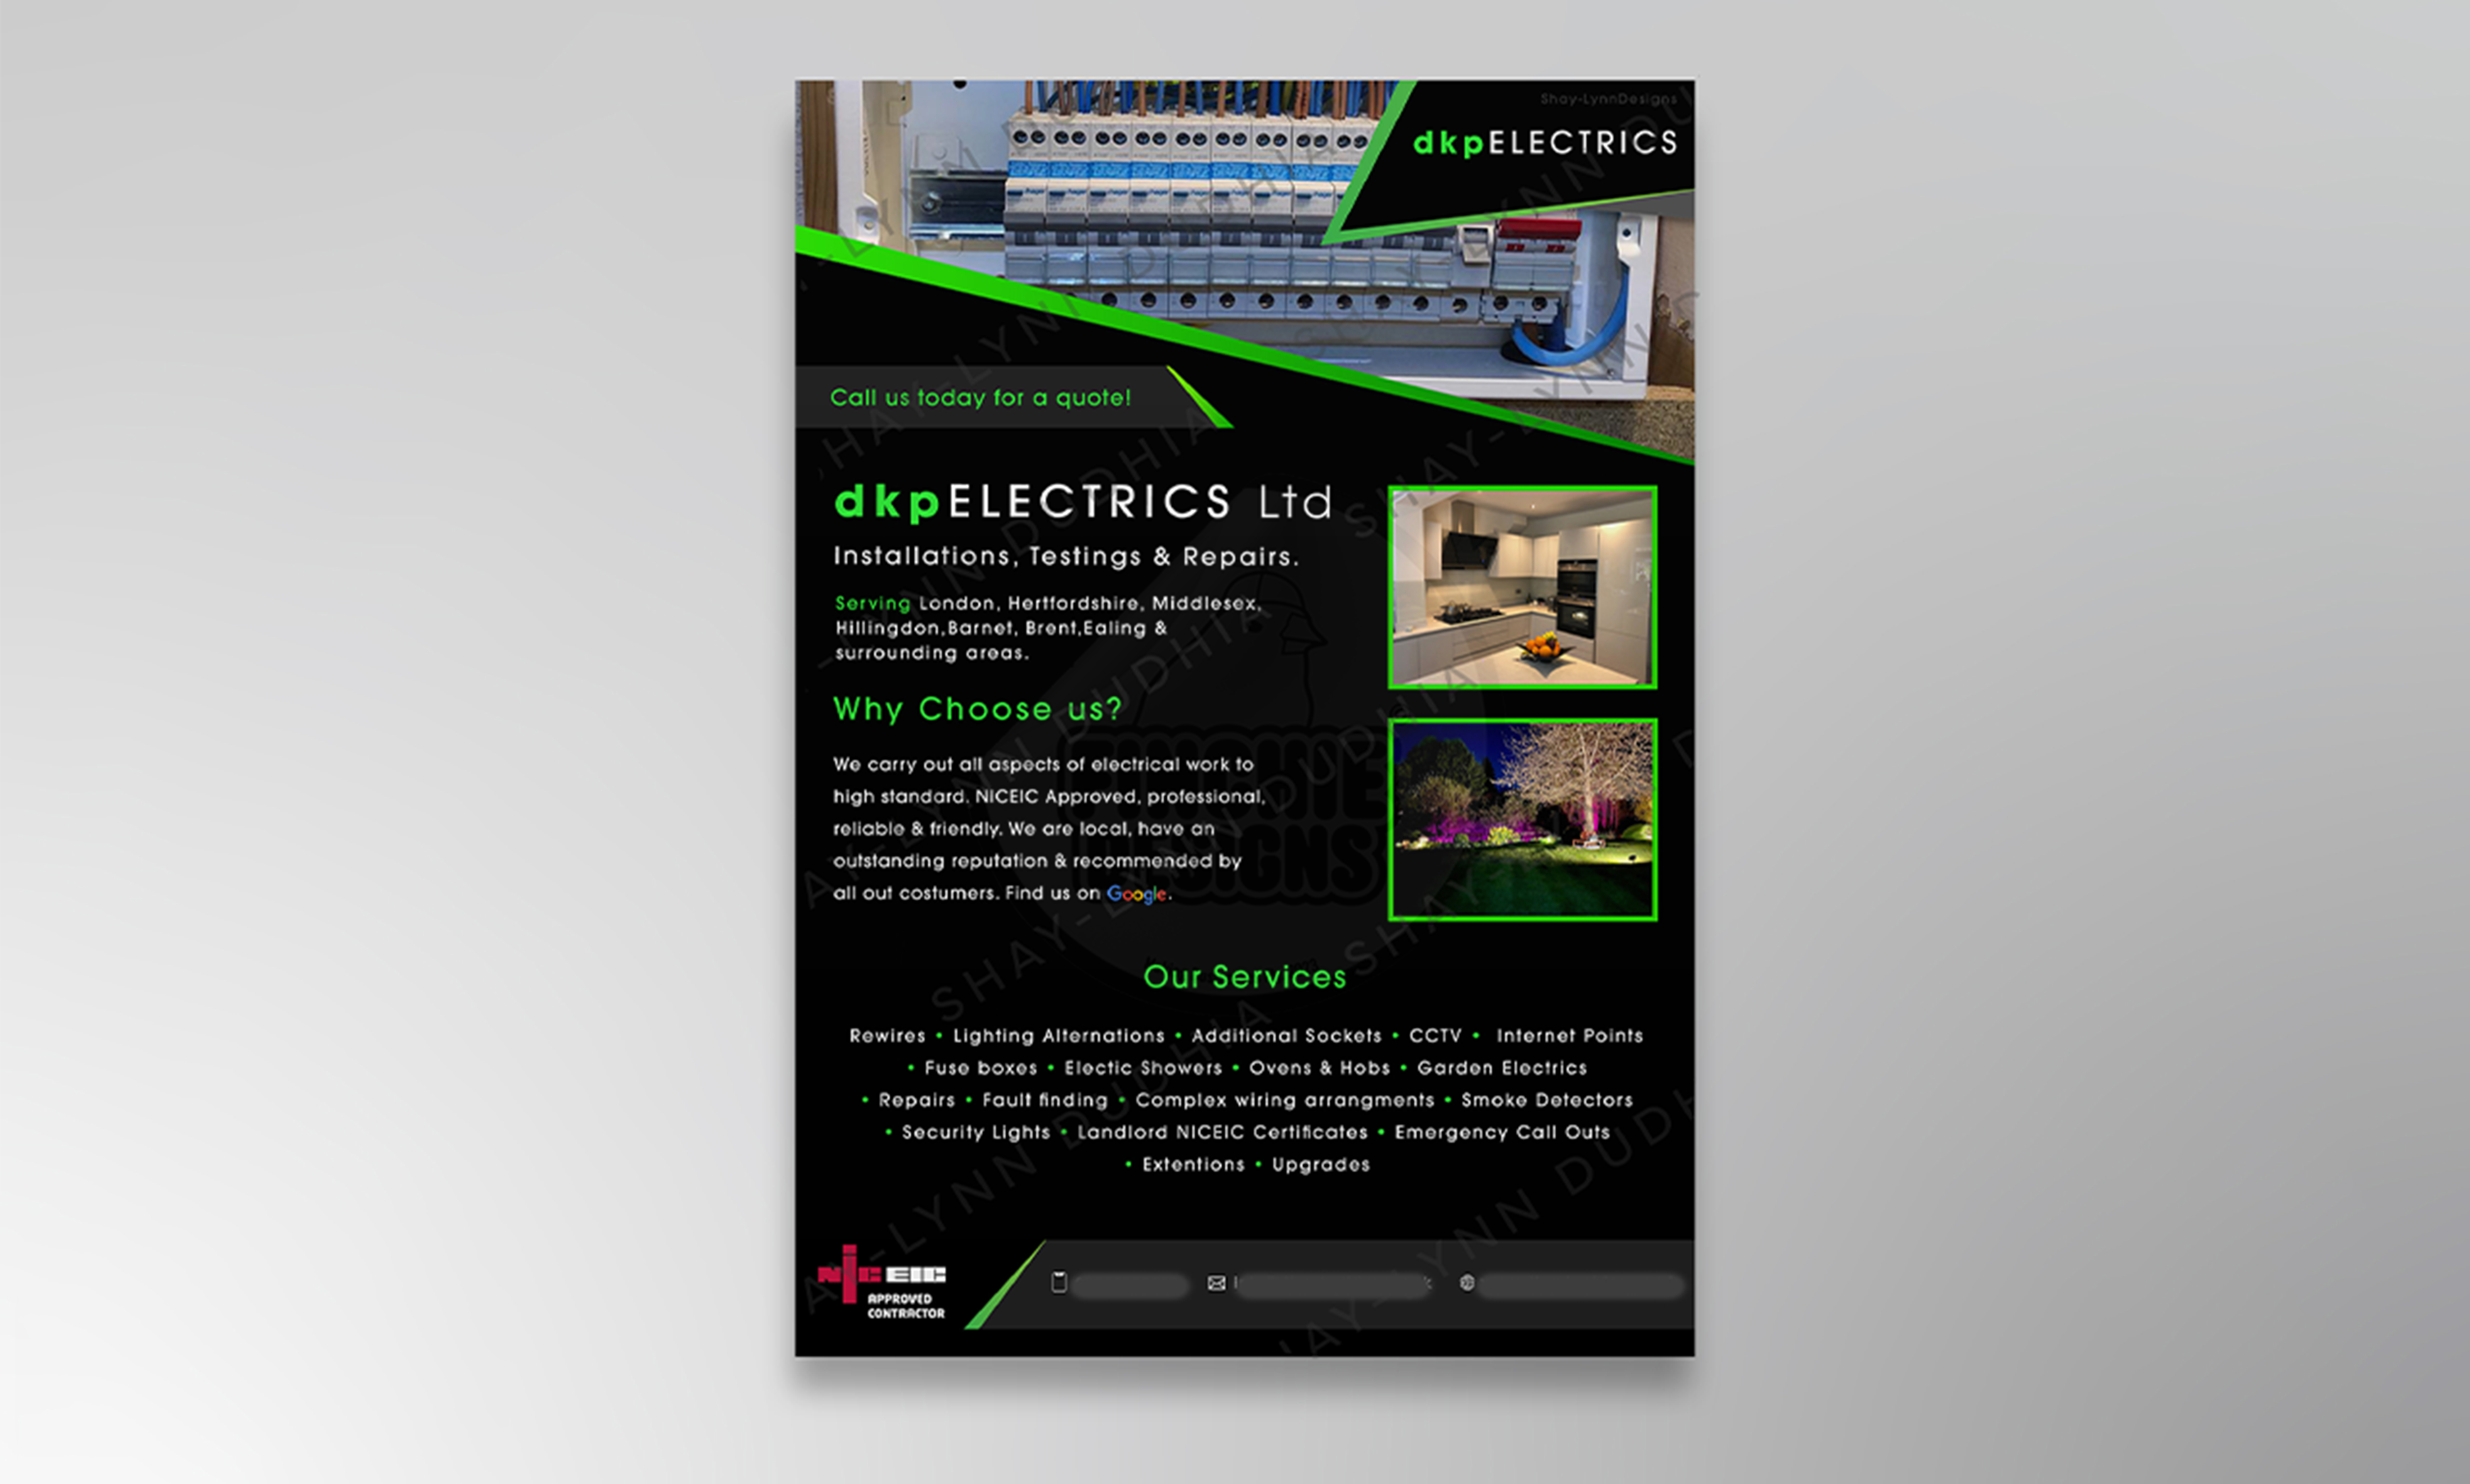 Shay-LynnDesigns
dkpELECTRICS
Call us today for a quote!
dkpELECTRICS Ltd
Installations, Testings & Repairs.
Serving London, Hertfordshire, Middlesex,
Hillingdon,Barnet, Brent,Ealing &
surrounding areas.
Why Choose us?
We carry out all aspects of electrical work to
high standard. NICEIC Approved, professional,
reliable & friendly. We are local, have an
outstanding reputation & recommended by
all out costumers. Find us on Google.
Our Services
Rewires • Lighting Alternations • Additional Sockets • CCTV • Internet Points
• Fuse boxes • Electic Showers • Ovens & Hobs • Garden Electrics
• Repairs • Fault finding • Complex wiring arrangments • Smoke Detectors
• Security Lights • Landlord NICEIC Certificates • Emergency Call Outs
• Extentions • Upgrades
NICEIC
APPROVED
CONTRACTOR
SHAY-LYNN DUDHIA